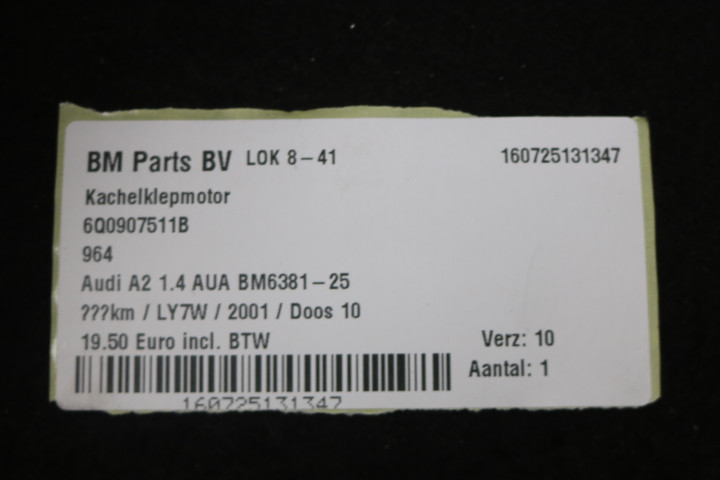 BM Parts BV LOK 8-41 160725131347
Kachelklepmotor
6Q0907511B
964
Audi A2 1.4 AUA BM6381-25
???km / LY7W / 2001 / Doos 10
19.50 Euro incl. BTW Verz: 10
Aantal: 1
160725131347